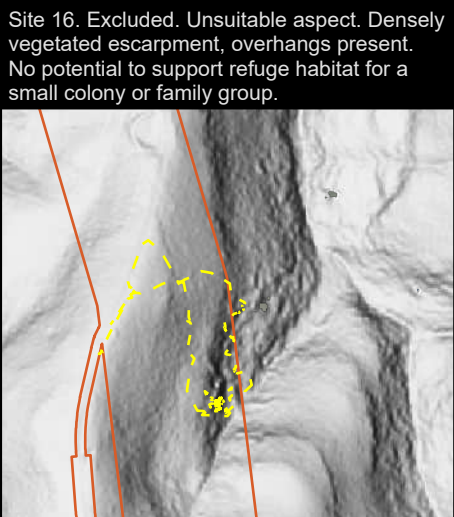 Site 16. Excluded. Unsuitable aspect. Densely
vegetated escarpment, overhangs present.
No potential to support refuge habitat for a
small colony or family group.